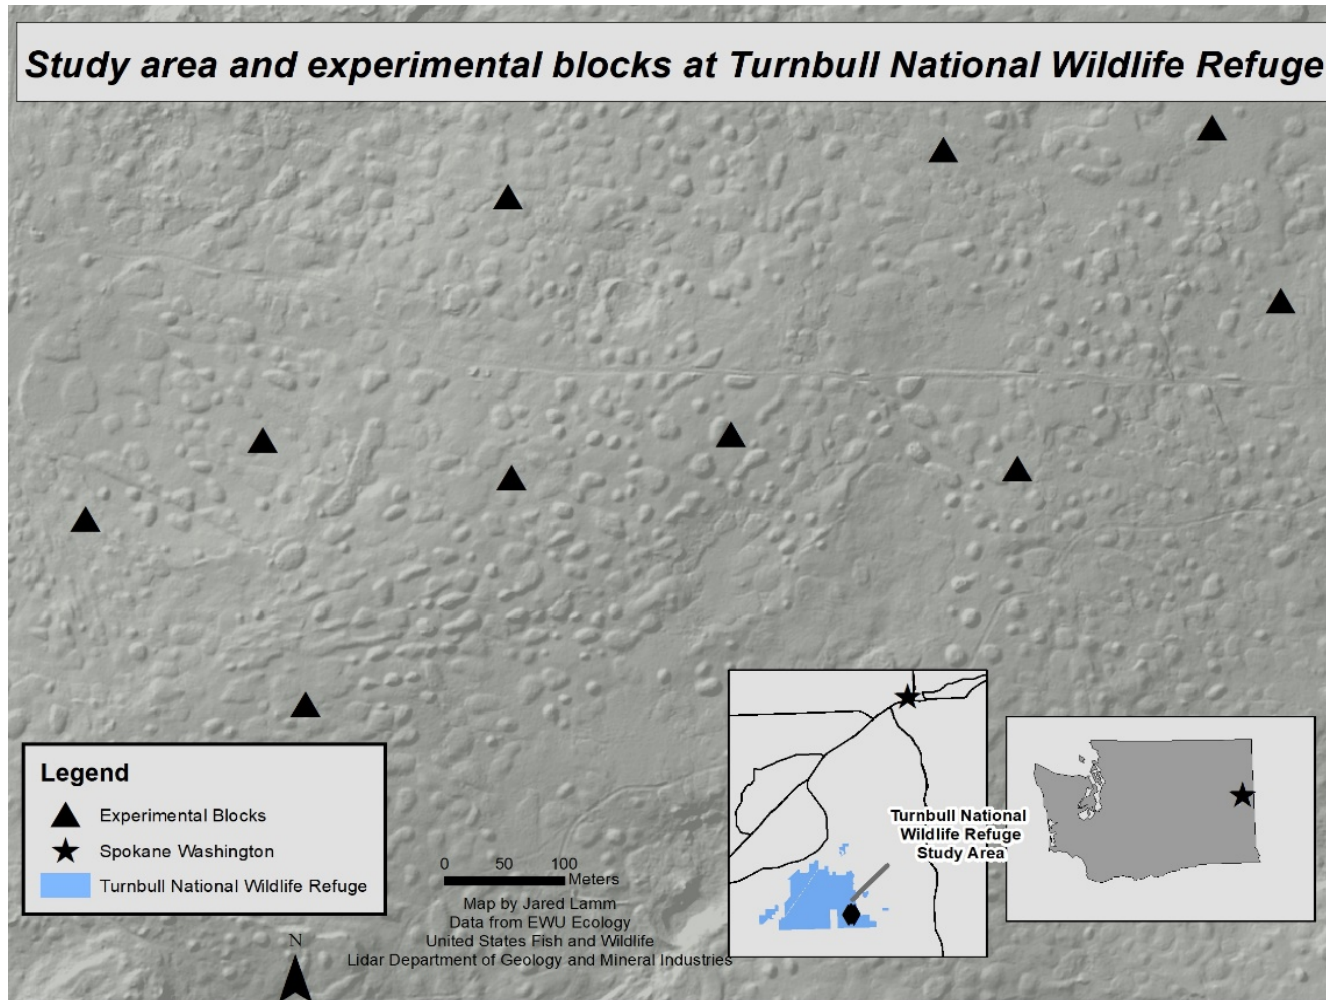 Study area and experimental blocks at Turnbull National Wildlife Refuge
Legend
Experimental Blocks
Spokane Washington
Turnbull National Wildlife Refuge
0 50 100
Meters
Map by Jared Lamm
Data from EWU Ecology
United States Fish and Wildlife
Lidar Department of Geology and Mineral Industries
N
Turnbull National
Wildlife Refuge
Study Area